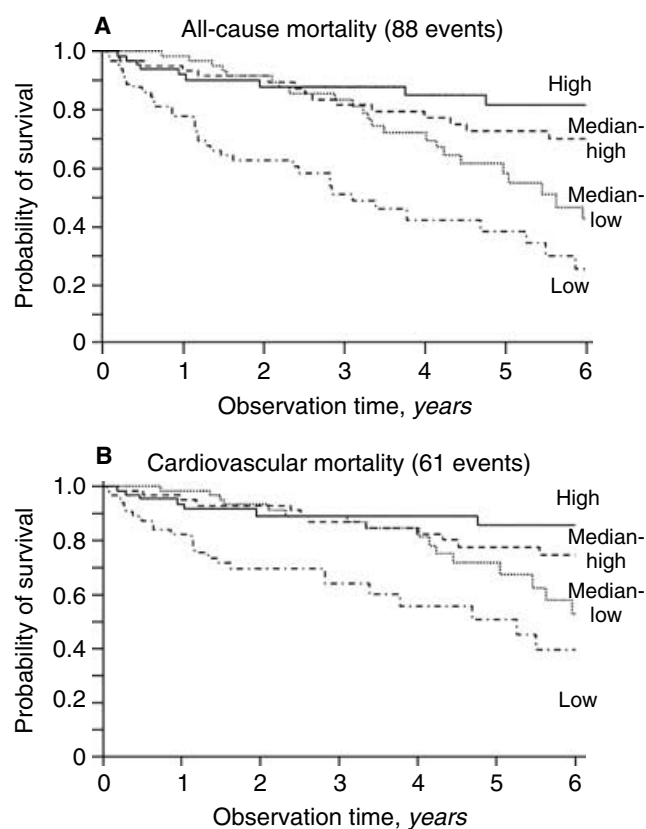 A All-cause mortality (88 events)
Probability of survival
1.0
0.8
0.6
0.4
0.2
0
High
Median-
high
Median-
low
Low
0 1 2 3 4 5 6
Observation time, years
B Cardiovascular mortality (61 events)
Probability of survival
1.0
0.8
0.6
0.4
0.2
0
High
Median-
high
Median-
low
Low
0 1 2 3 4 5 6
Observation time, years